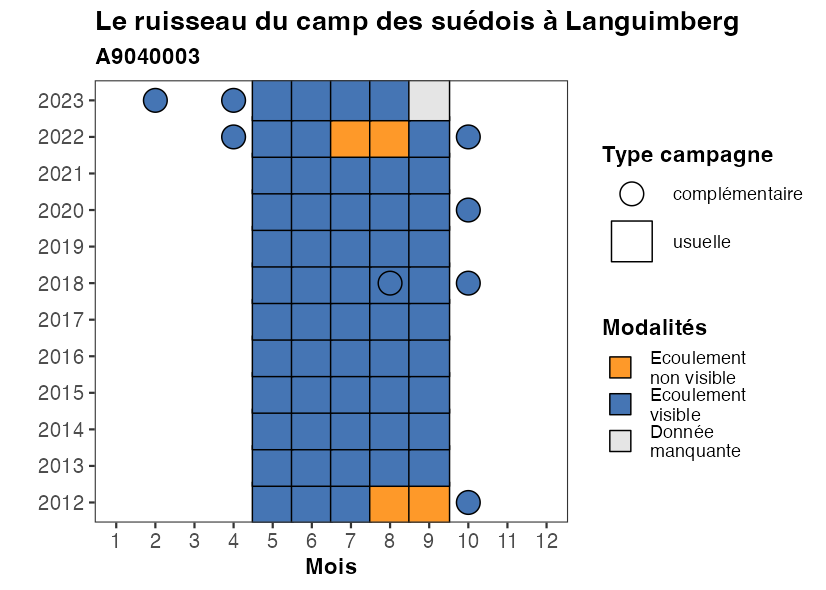 Le ruisseau du camp des suédois à Languimberg
A9040003
2023
2022
2021
2020
2019
2018
2017
2016
2015
2014
2013
2012
1 2 3 4 5 6 7 8 9 10 11 12
Mois
Type campagne
complémentaire
usuelle
Modalités
Ecoulement
non visible
Ecoulement
visible
Donnée
manquante